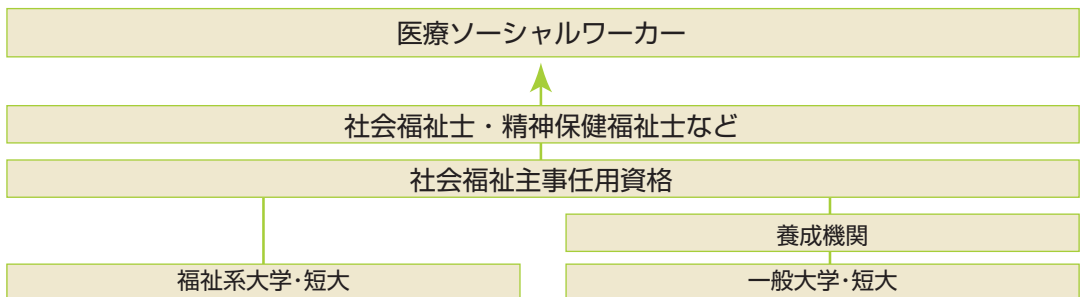 医療ソーシャルワーカー
社会福祉士・精神保健福祉士など
社会福祉主事任用資格
養成機関
福祉系大学・短大
一般大学・短大